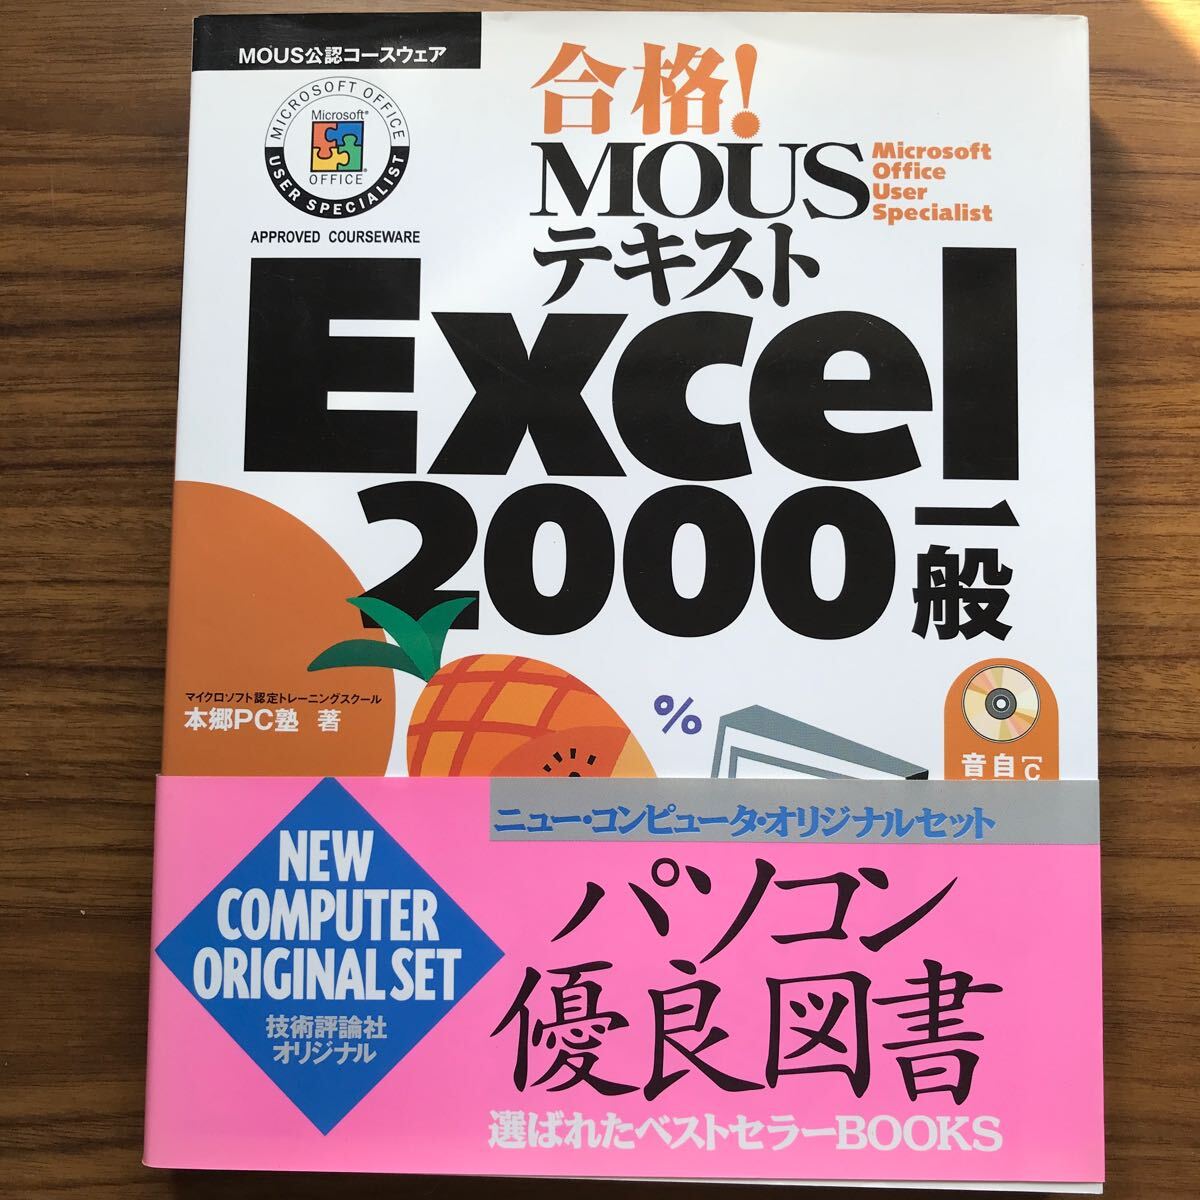 MOUS公認コースウェア
MICROSOFT OFFICE
USER SPECIALIST
Microsoft®
OFFICE
APPROVED COURSEWARE
合格!
MOUS
Microsoft
Office
User
Specialist
テキスト
Excel
2000
一般
マイクロソフト認定トレーニングスクール
本郷PC塾 著
%
[C
自
音
ニュー・コンピュータ・オリジナルセット
NEW
COMPUTER
ORIGINAL SET
技術評論社
オリジナル
パソコン
優良図書
選ばれたベストセラーBOOKS